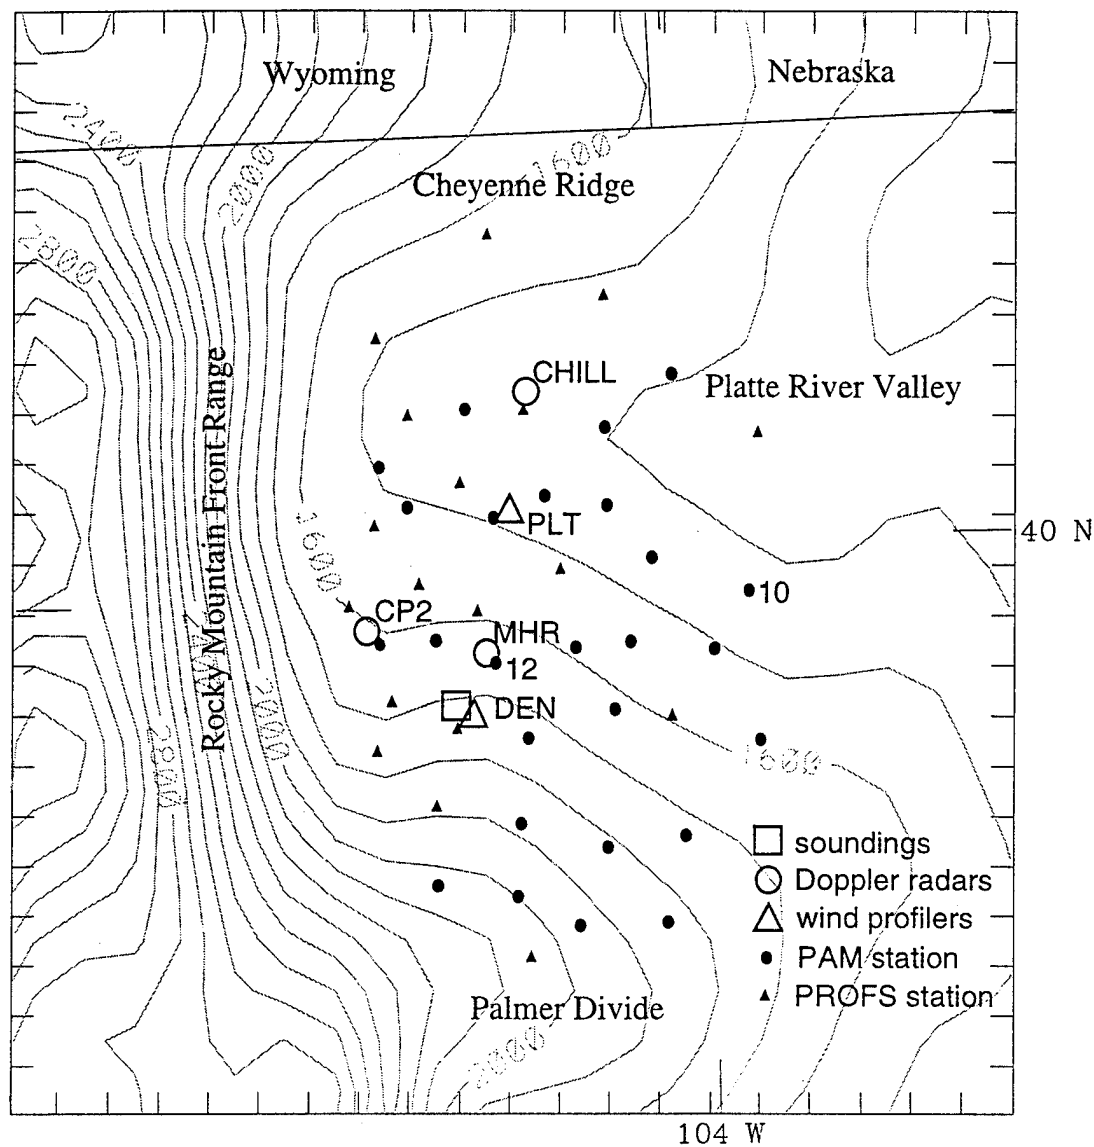 Wyoming
Nebraska
2400
2000
1600
Cheyenne Ridge
2800
CHILL
Platte River Valley
Rocky Mountain Front Range
PLT
40 N
1600
10
CP2
MHR
12
DEN
2000
2800
1600
soundings
Doppler radars
wind profilers
PAM station
PROFS station
Palmer Divide
2000
104 W